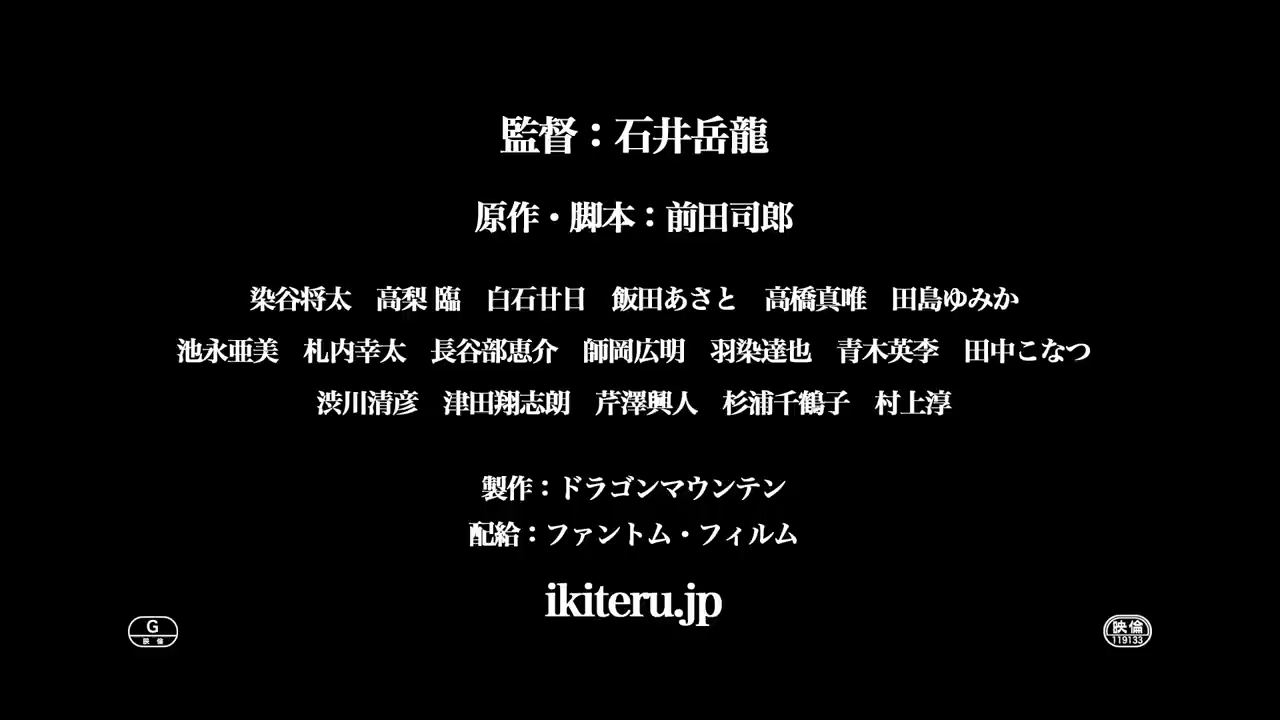 監督：石井岳龍
原作・脚本：前田司郎
染谷将太　高梨 臨　白石廿日　飯田あさと　高橋真唯　田島ゆみか
池永亜美　札内幸太　長谷部恵介　師岡広明　羽染達也　青木英李　田中こなつ
渋川清彦　津田翔志朗　芹澤興人　杉浦千鶴子　村上淳
製作：ドラゴンマウンテン
配給：ファントム・フィルム
ikiteru.jp
G
映倫
映倫
119133